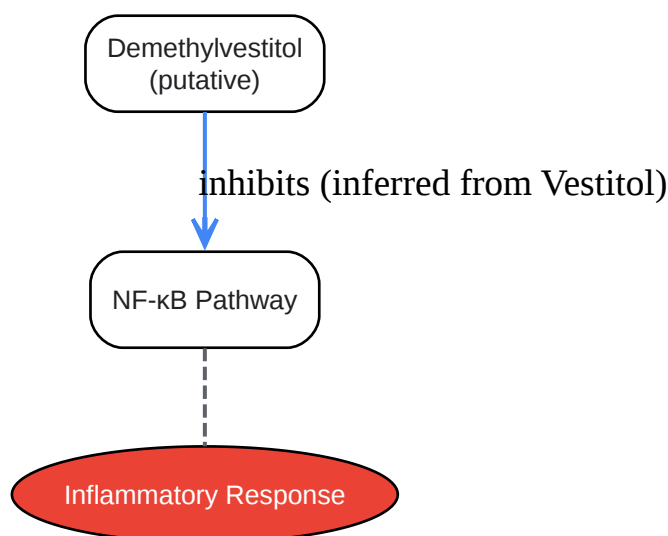 Demethylvestitol
(putative)
inhibits (inferred from Vestitol)
NF-κB Pathway
Inflammatory Response